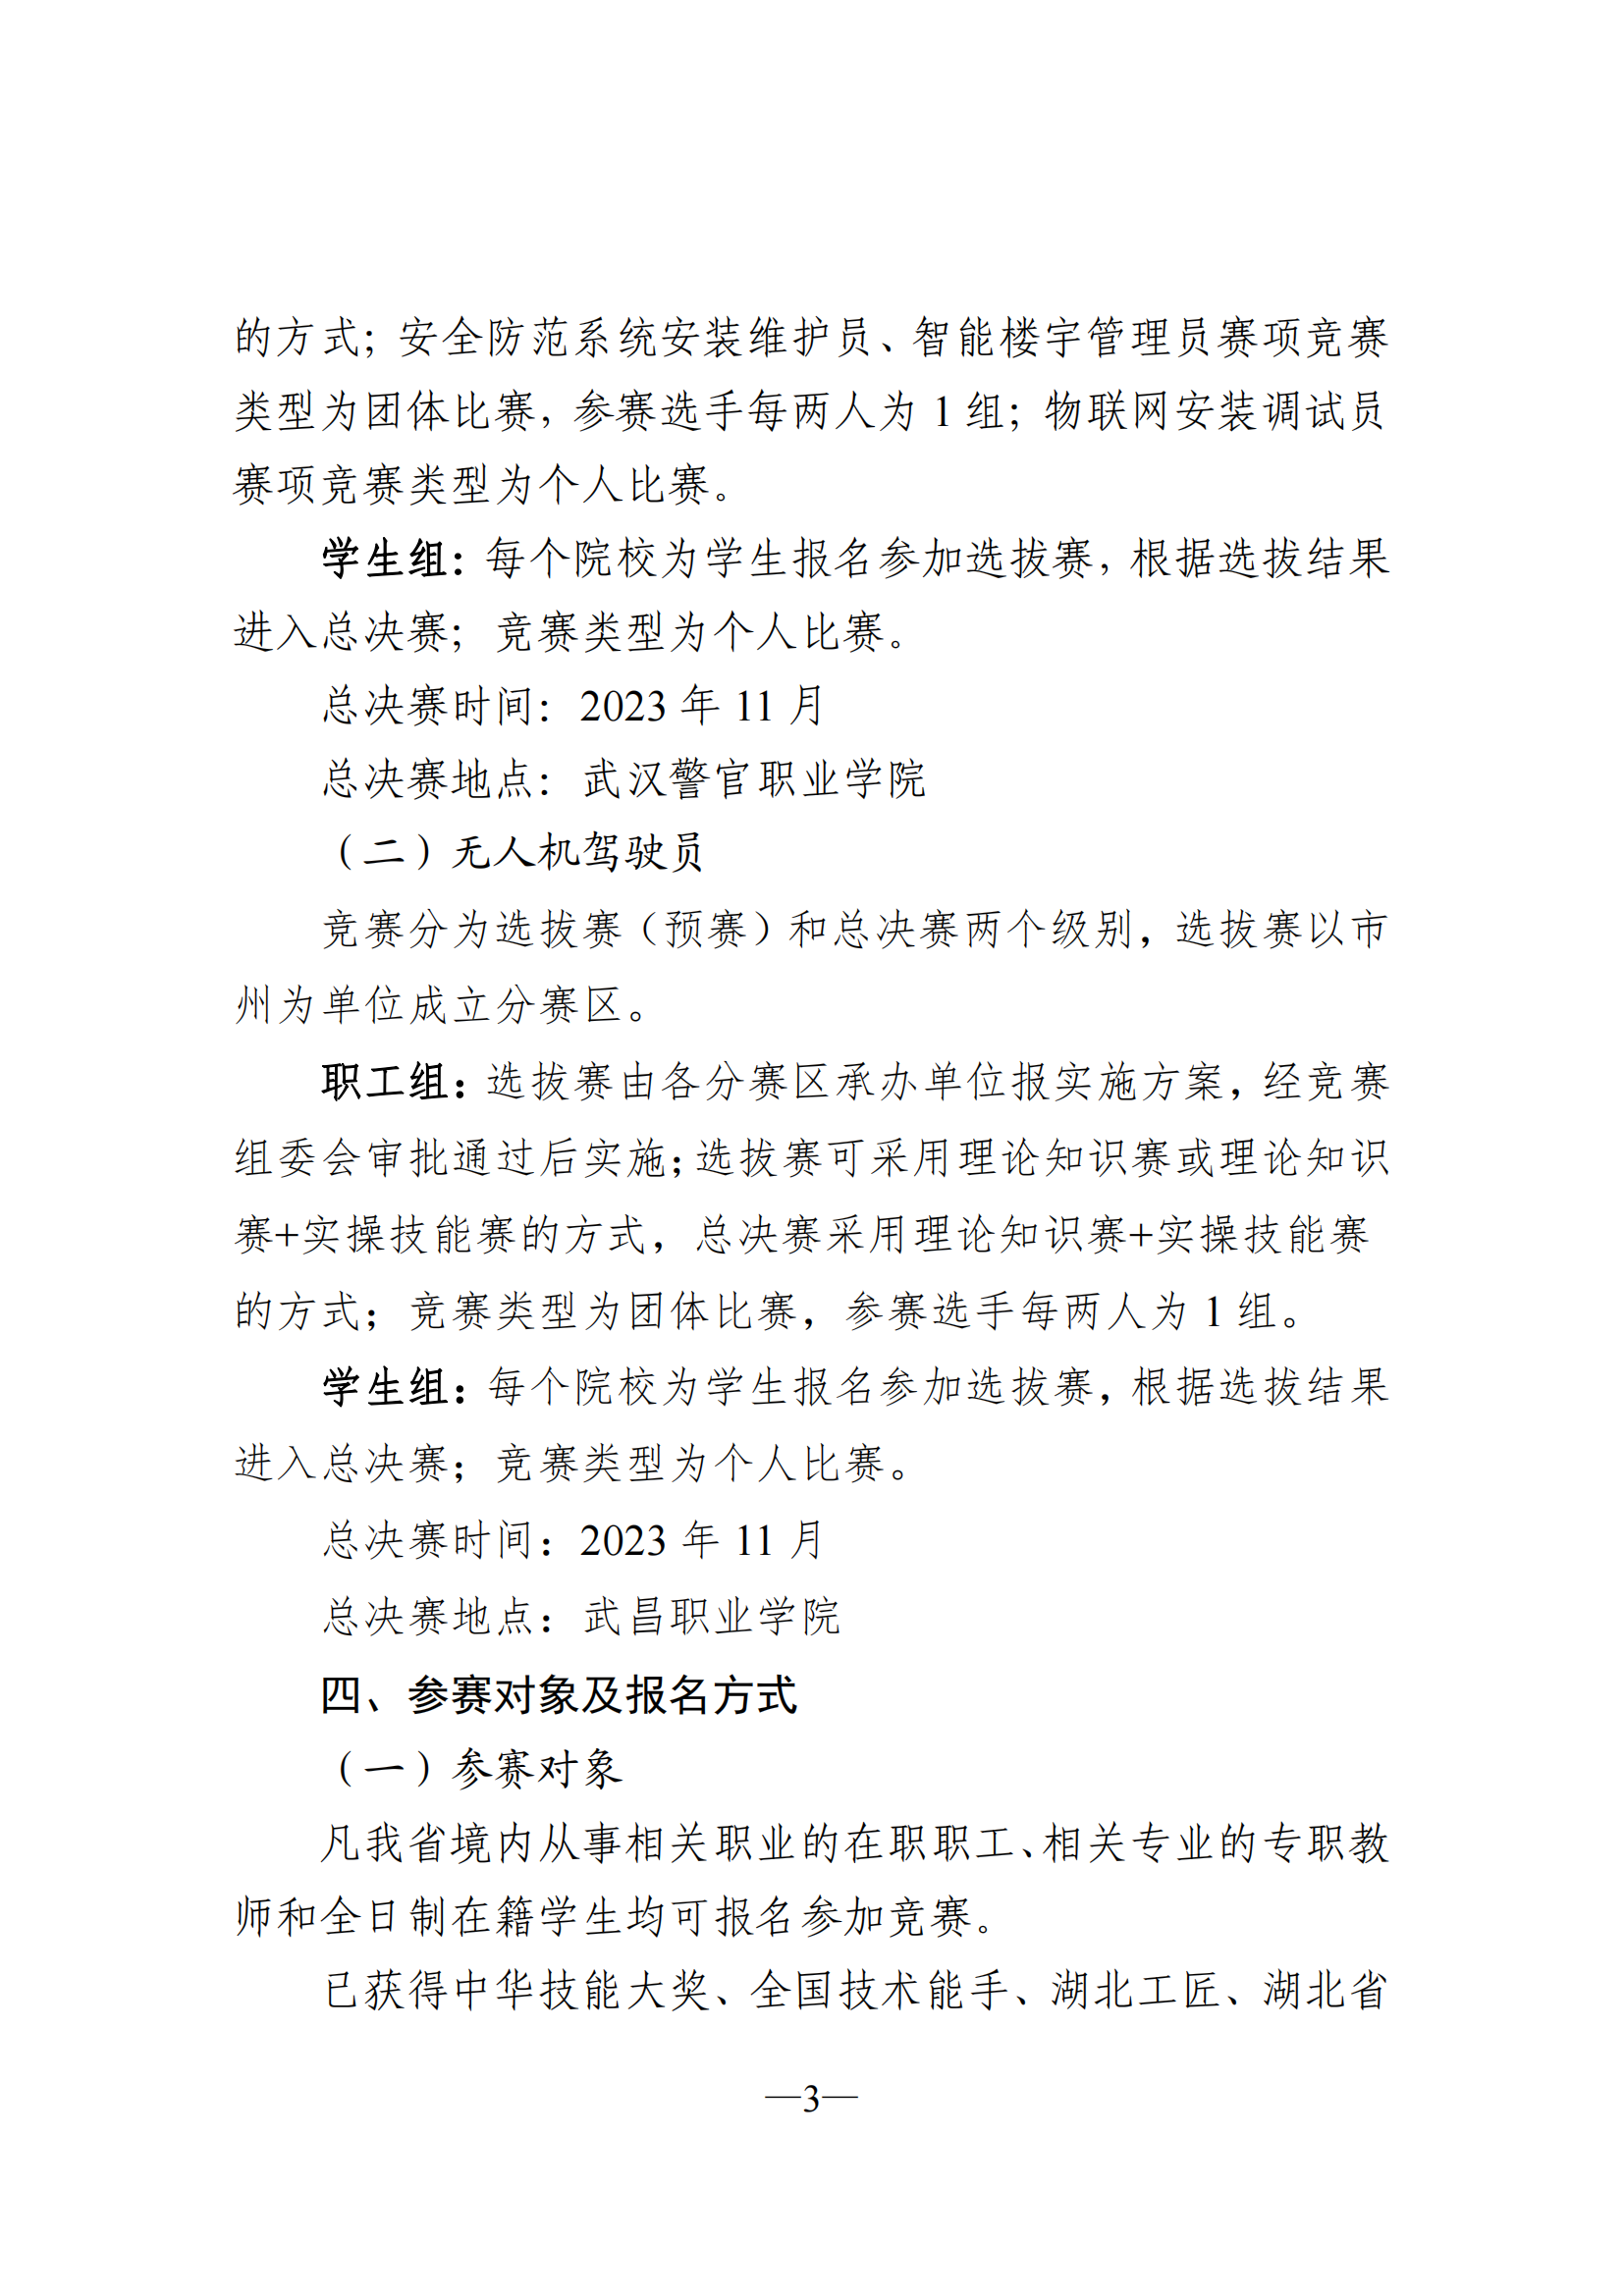 的方式；安全防范系统安装维护员、智能楼宇管理员赛项竞赛
类型为团体比赛，参赛选手每两人为 1 组；物联网安装调试员
赛项竞赛类型为个人比赛。
学生组：每个院校为学生报名参加选拔赛，根据选拔结果
进入总决赛；竞赛类型为个人比赛。
总决赛时间：2023 年 11 月
总决赛地点：武汉警官职业学院
（二）无人机驾驶员
竞赛分为选拔赛（预赛）和总决赛两个级别，选拔赛以市
州为单位成立分赛区。
职工组：选拔赛由各分赛区承办单位报实施方案，经竞赛
组委会审批通过后实施；选拔赛可采用理论知识赛或理论知识
赛+实操技能赛的方式，总决赛采用理论知识赛+实操技能赛
的方式；竞赛类型为团体比赛，参赛选手每两人为 1 组。
学生组：每个院校为学生报名参加选拔赛，根据选拔结果
进入总决赛；竞赛类型为个人比赛。
总决赛时间：2023 年 11 月
总决赛地点：武昌职业学院
四、参赛对象及报名方式
（一）参赛对象
凡我省境内从事相关职业的在职职工、相关专业的专职教
师和全日制在籍学生均可报名参加竞赛。
已获得中华技能大奖、全国技术能手、湖北工匠、湖北省
—3—